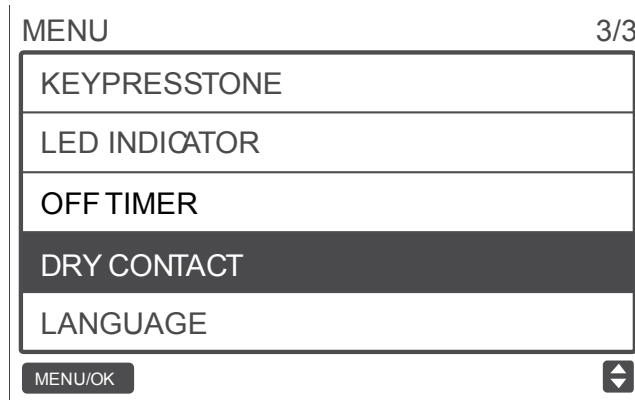 MENU 3/3
KEYPRESSTONE
LED INDICATOR
OFF TIMER
DRY CONTACT
LANGUAGE
MENU/OK